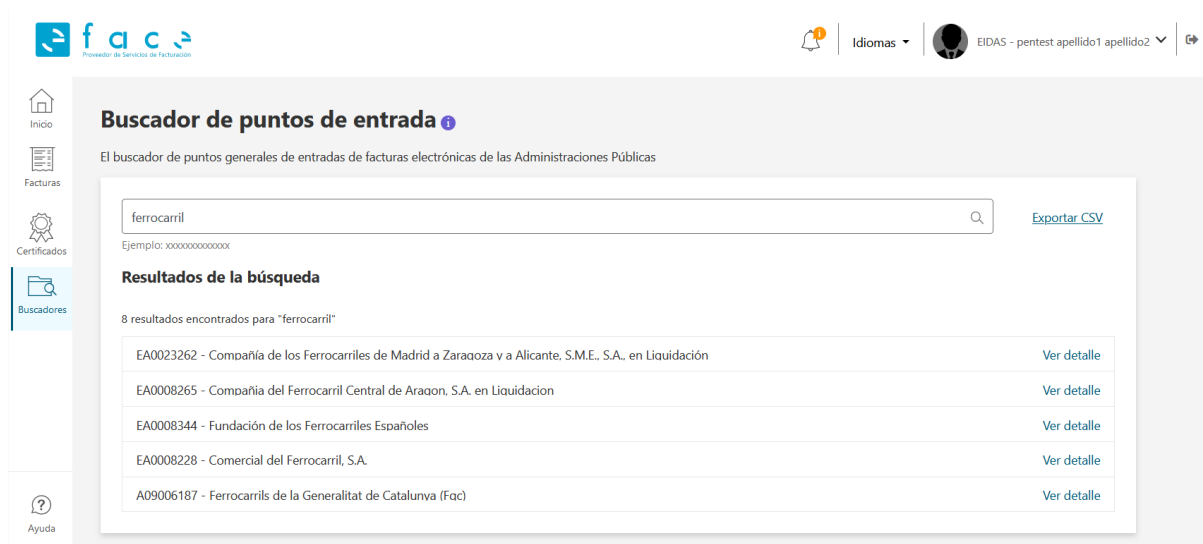 face
Proveedor de Servicios de Facturación
Idiomas
EIDAS - pentest apellido1 apellido2
Inicio
Facturas
Certificados
Buscadores
Ayuda
Buscador de puntos de entrada
El buscador de puntos generales de entradas de facturas electrónicas de las Administraciones Públicas
ferrocarril
Exportar CSV
Ejemplo: xxxxxxxxxxxxx
Resultados de la búsqueda
8 resultados encontrados para "ferrocarril"
EA0023262 - Compañía de los Ferrocarriles de Madrid a Zaragoza y a Alicante, S.M.E., S.A., en Liquidación Ver detalle
EA0008265 - Compañia del Ferrocarril Central de Aragon, S.A. en Liquidacion Ver detalle
EA0008344 - Fundación de los Ferrocarriles Españoles Ver detalle
EA0008228 - Comercial del Ferrocarril, S.A. Ver detalle
A09006187 - Ferrocarrils de la Generalitat de Catalunya (Fgc) Ver detalle